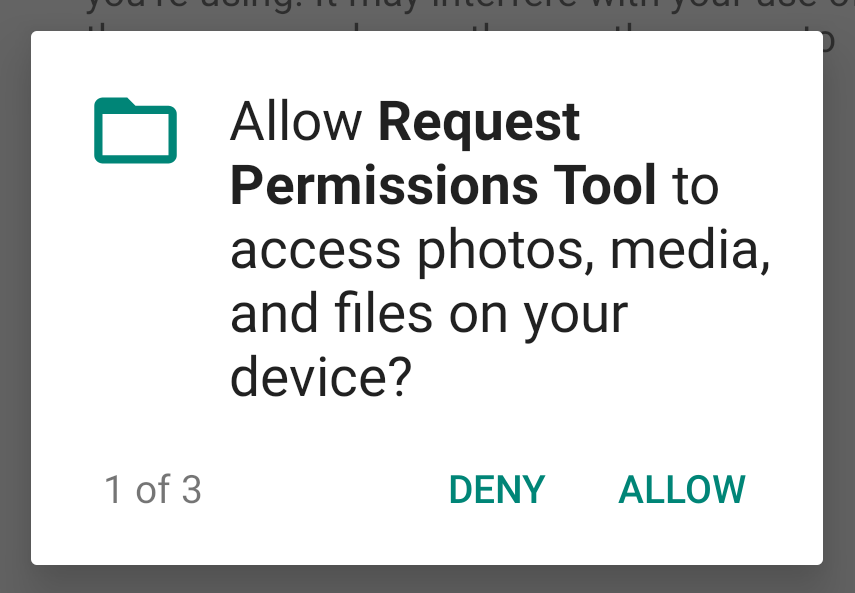 you're using. It may interfere with your use of
Allow Request
Permissions Tool to
access photos, media,
and files on your
device?
1 of 3
DENY
ALLOW